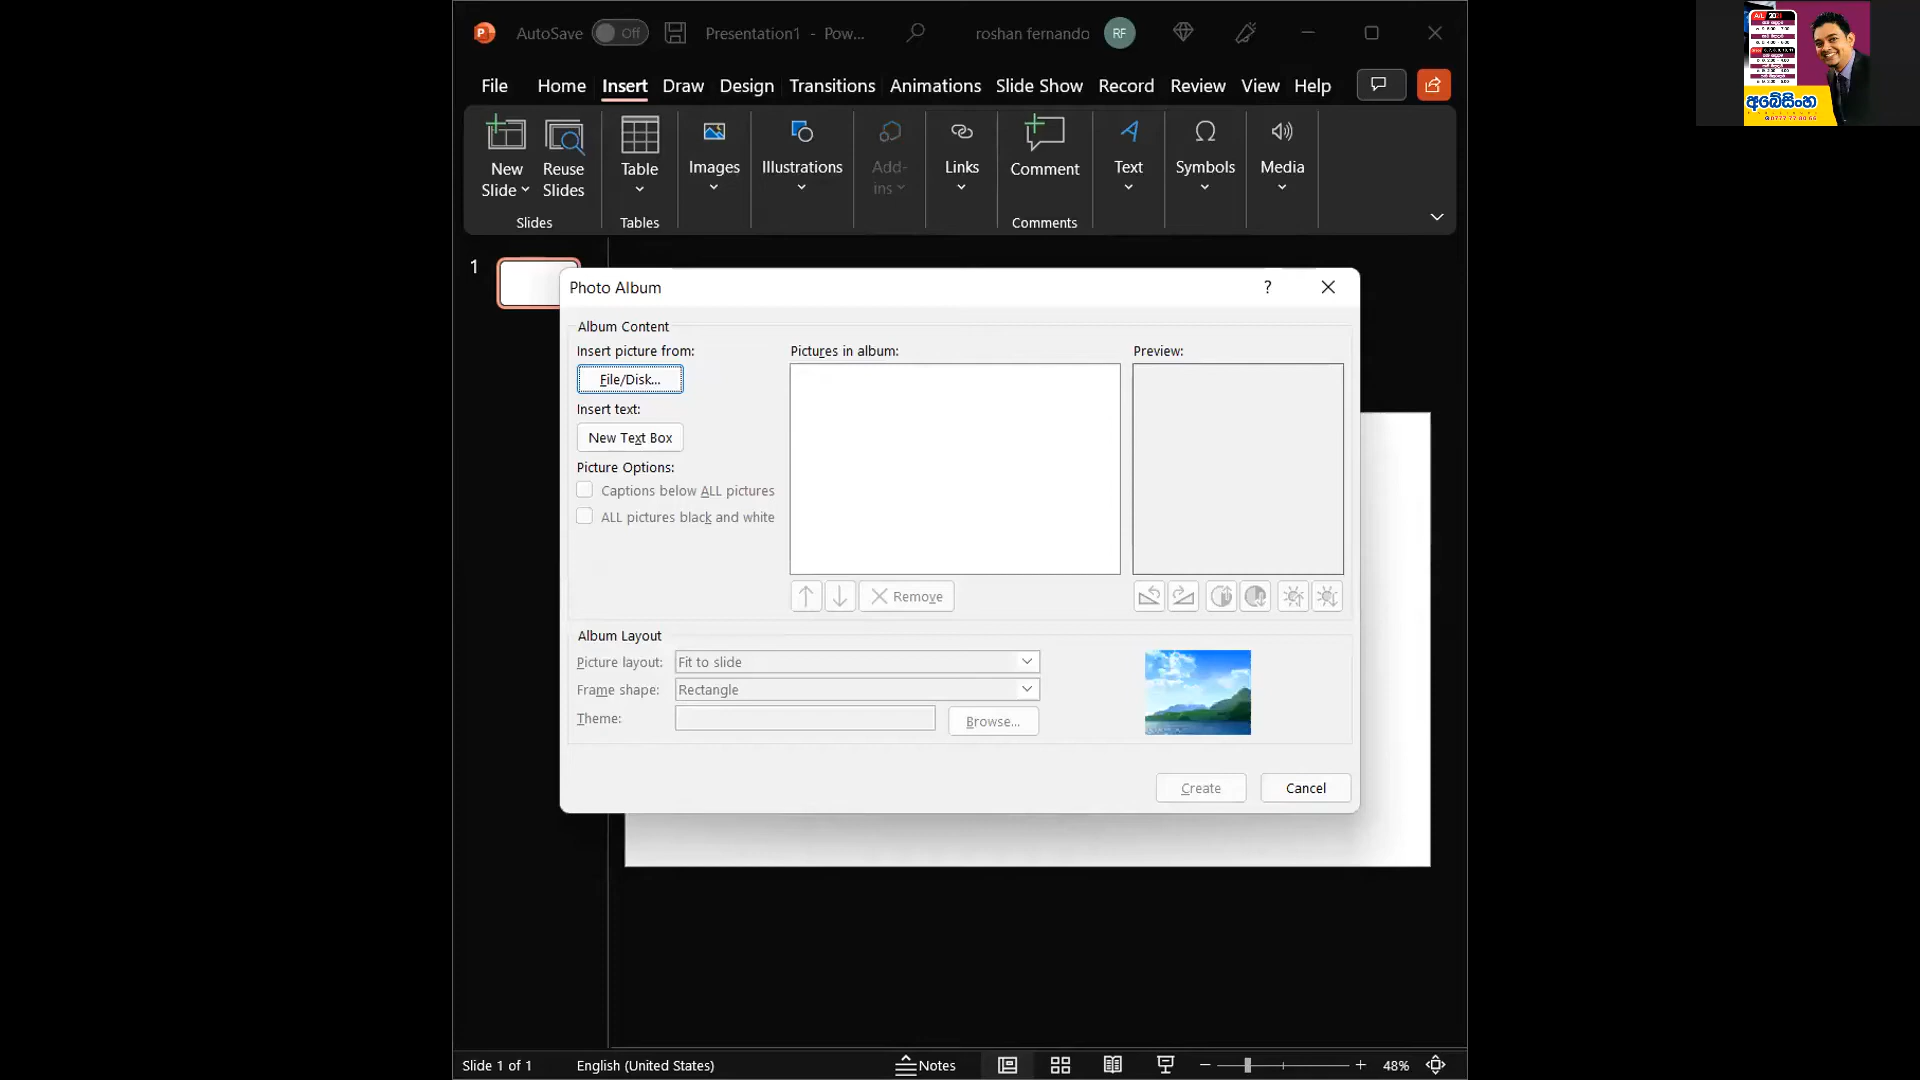 AutoSave Off Presentation1 - Pow... roshan fernando RF
File Home Insert Draw Design Transitions Animations Slide Show Record Review View Help
New Slide
Reuse Slides
Table
Images
Illustrations
Add-ins
Links
Comment
Text
Symbols
Media
Slides
Tables
Comments
1
Photo Album ?
Album Content
Insert picture from:
File/Disk...
Insert text:
New Text Box
Picture Options:
Captions below ALL pictures
ALL pictures black and white
Pictures in album:
Remove
Preview:
Album Layout
Picture layout: Fit to slide
Frame shape: Rectangle
Theme:
Browse...
Create
Cancel
Slide 1 of 1 English (United States) Notes 48%
A/L
අබේසිංහ